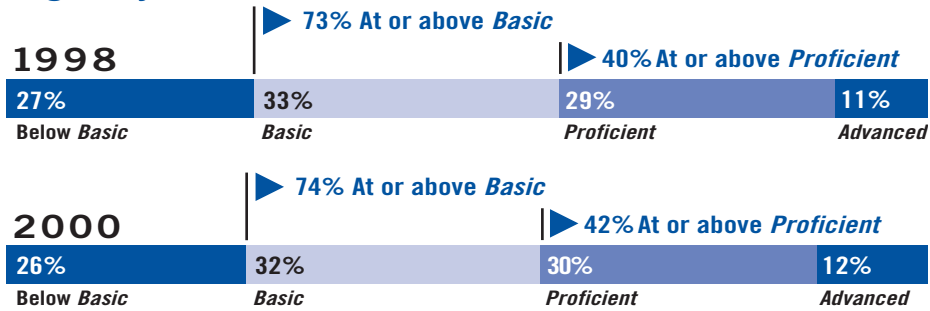 73% At or above Basic
1998
40% At or above Proficient
27% 33% 29% 11%
Below Basic Basic Proficient Advanced
74% At or above Basic
2000
42% At or above Proficient
26% 32% 30% 12%
Below Basic Basic Proficient Advanced